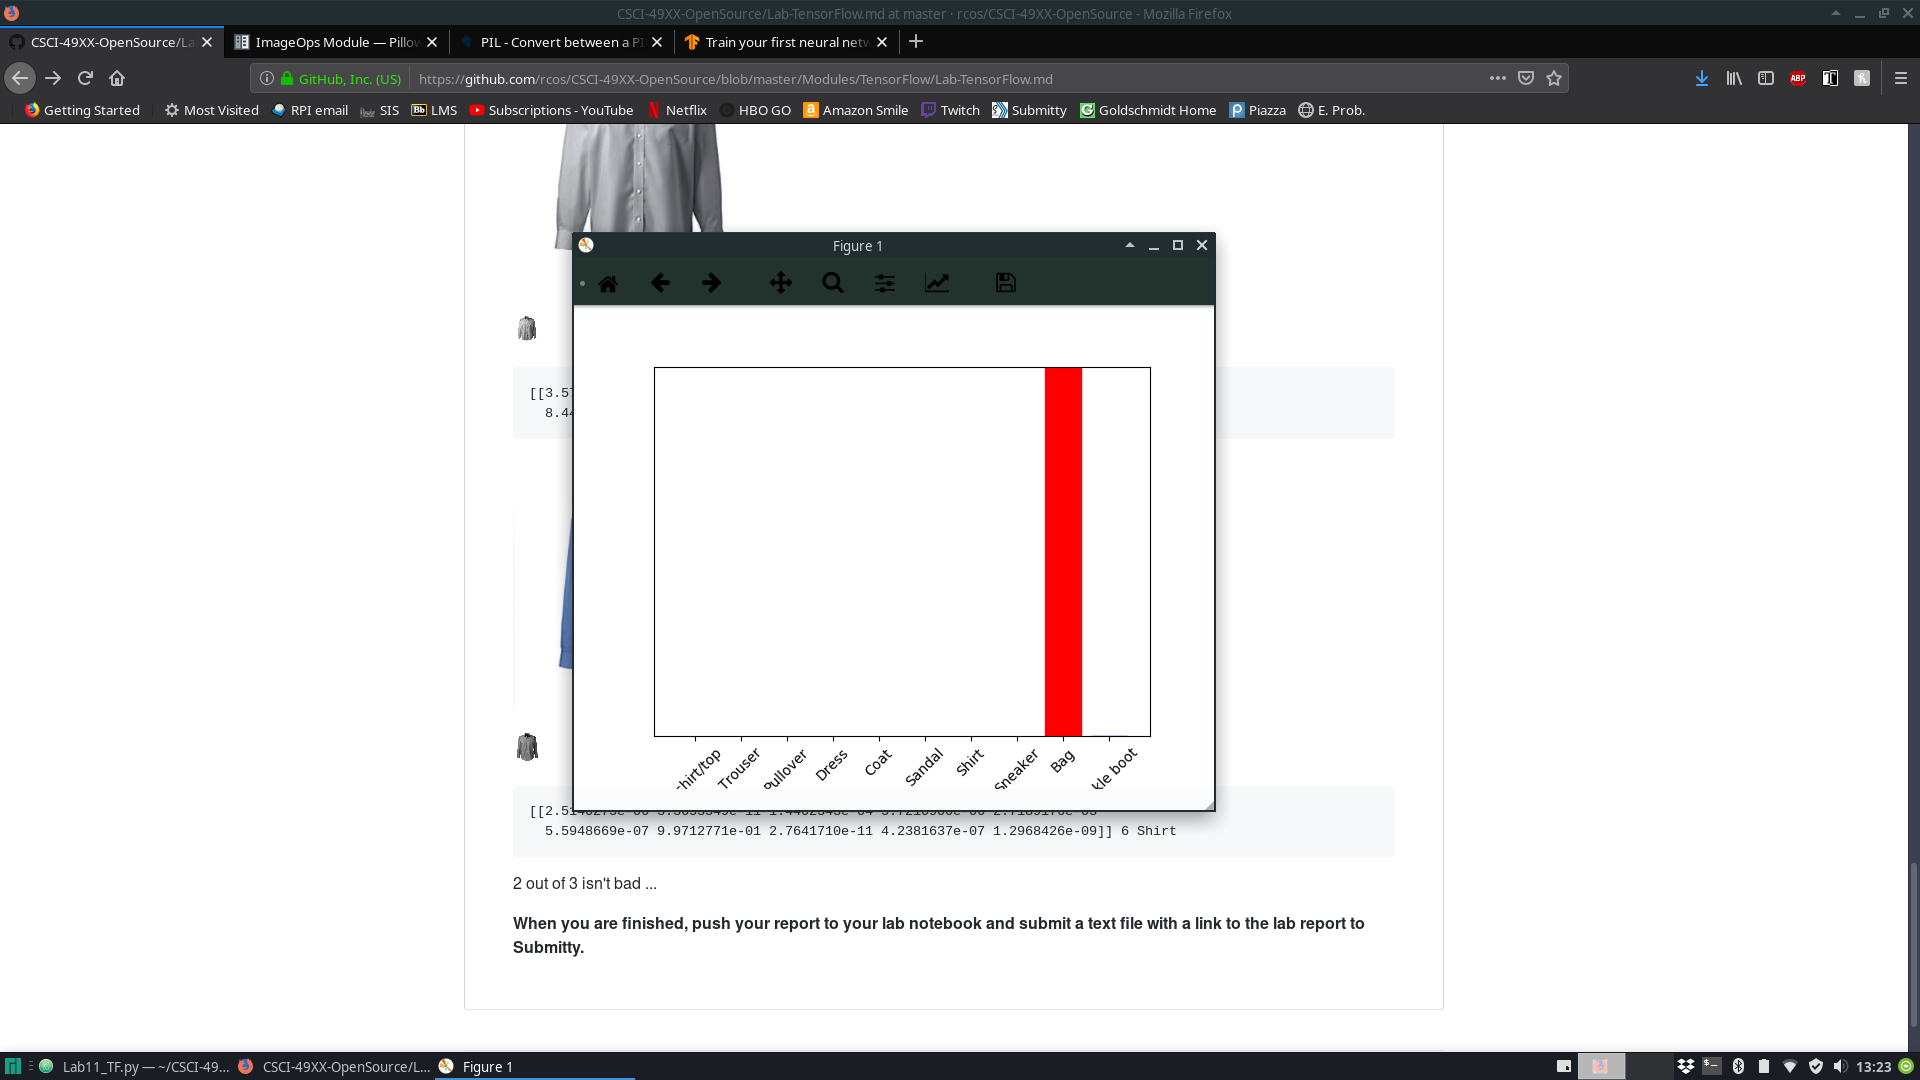 CSCI-49XX-OpenSource/Lab-TensorFlow.md at master · rcos/CSCI-49XX-OpenSource - Mozilla Firefox
CSCI-49XX-OpenSource/La
ImageOps Module — Pillow
PIL - Convert between a PI
Train your first neural netw
GitHub, Inc. (US)
https://github.com/rcos/CSCI-49XX-OpenSource/blob/master/Modules/TensorFlow/Lab-TensorFlow.md
ABP
Getting Started
Most Visited
RPI email
SIS
Bb LMS
Subscriptions - YouTube
Netflix
HBO GO
Amazon Smile
Twitch
Submitty
Goldschmidt Home
Piazza
E. Prob.
Figure 1
[[3.5
8.44
hirt/top
Trouser
Pullover
Dress
Coat
Sandal
Shirt
Sneaker
Bag
kle boot
5.5948669e-07 9.9712771e-01 2.7641710e-11 4.2381637e-07 1.2968426e-09]] 6 Shirt
2 out of 3 isn't bad ...
When you are finished, push your report to your lab notebook and submit a text file with a link to the lab report to
Submitty.
Lab11_TF.py — ~/CSCI-49...
CSCI-49XX-OpenSource/L...
Figure 1
13:23